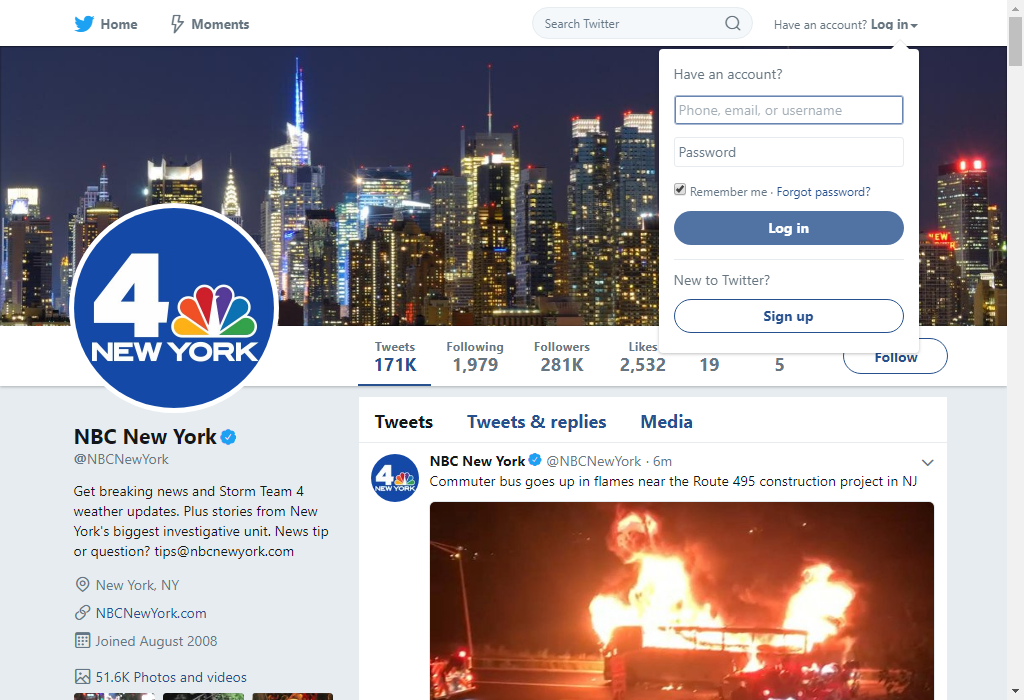 Home
Moments
Search Twitter
Have an account? Log in
Have an account?
Phone, email, or username
Password
Remember me · Forgot password?
Log in
New to Twitter?
Sign up
NEW
4
NEW YORK
Tweets
171K
Following
1,979
Followers
281K
Likes
2,532
19
5
Follow
NBC New York
@NBCNewYork
Get breaking news and Storm Team 4
weather updates. Plus stories from New
York's biggest investigative unit. News tip
or question? tips@nbcnewyork.com
New York, NY
NBCNewYork.com
Joined August 2008
51.6K Photos and videos
Tweets
Tweets & replies
Media
4
NEW YORK
NBC New York @NBCNewYork · 6m
Commuter bus goes up in flames near the Route 495 construction project in NJ